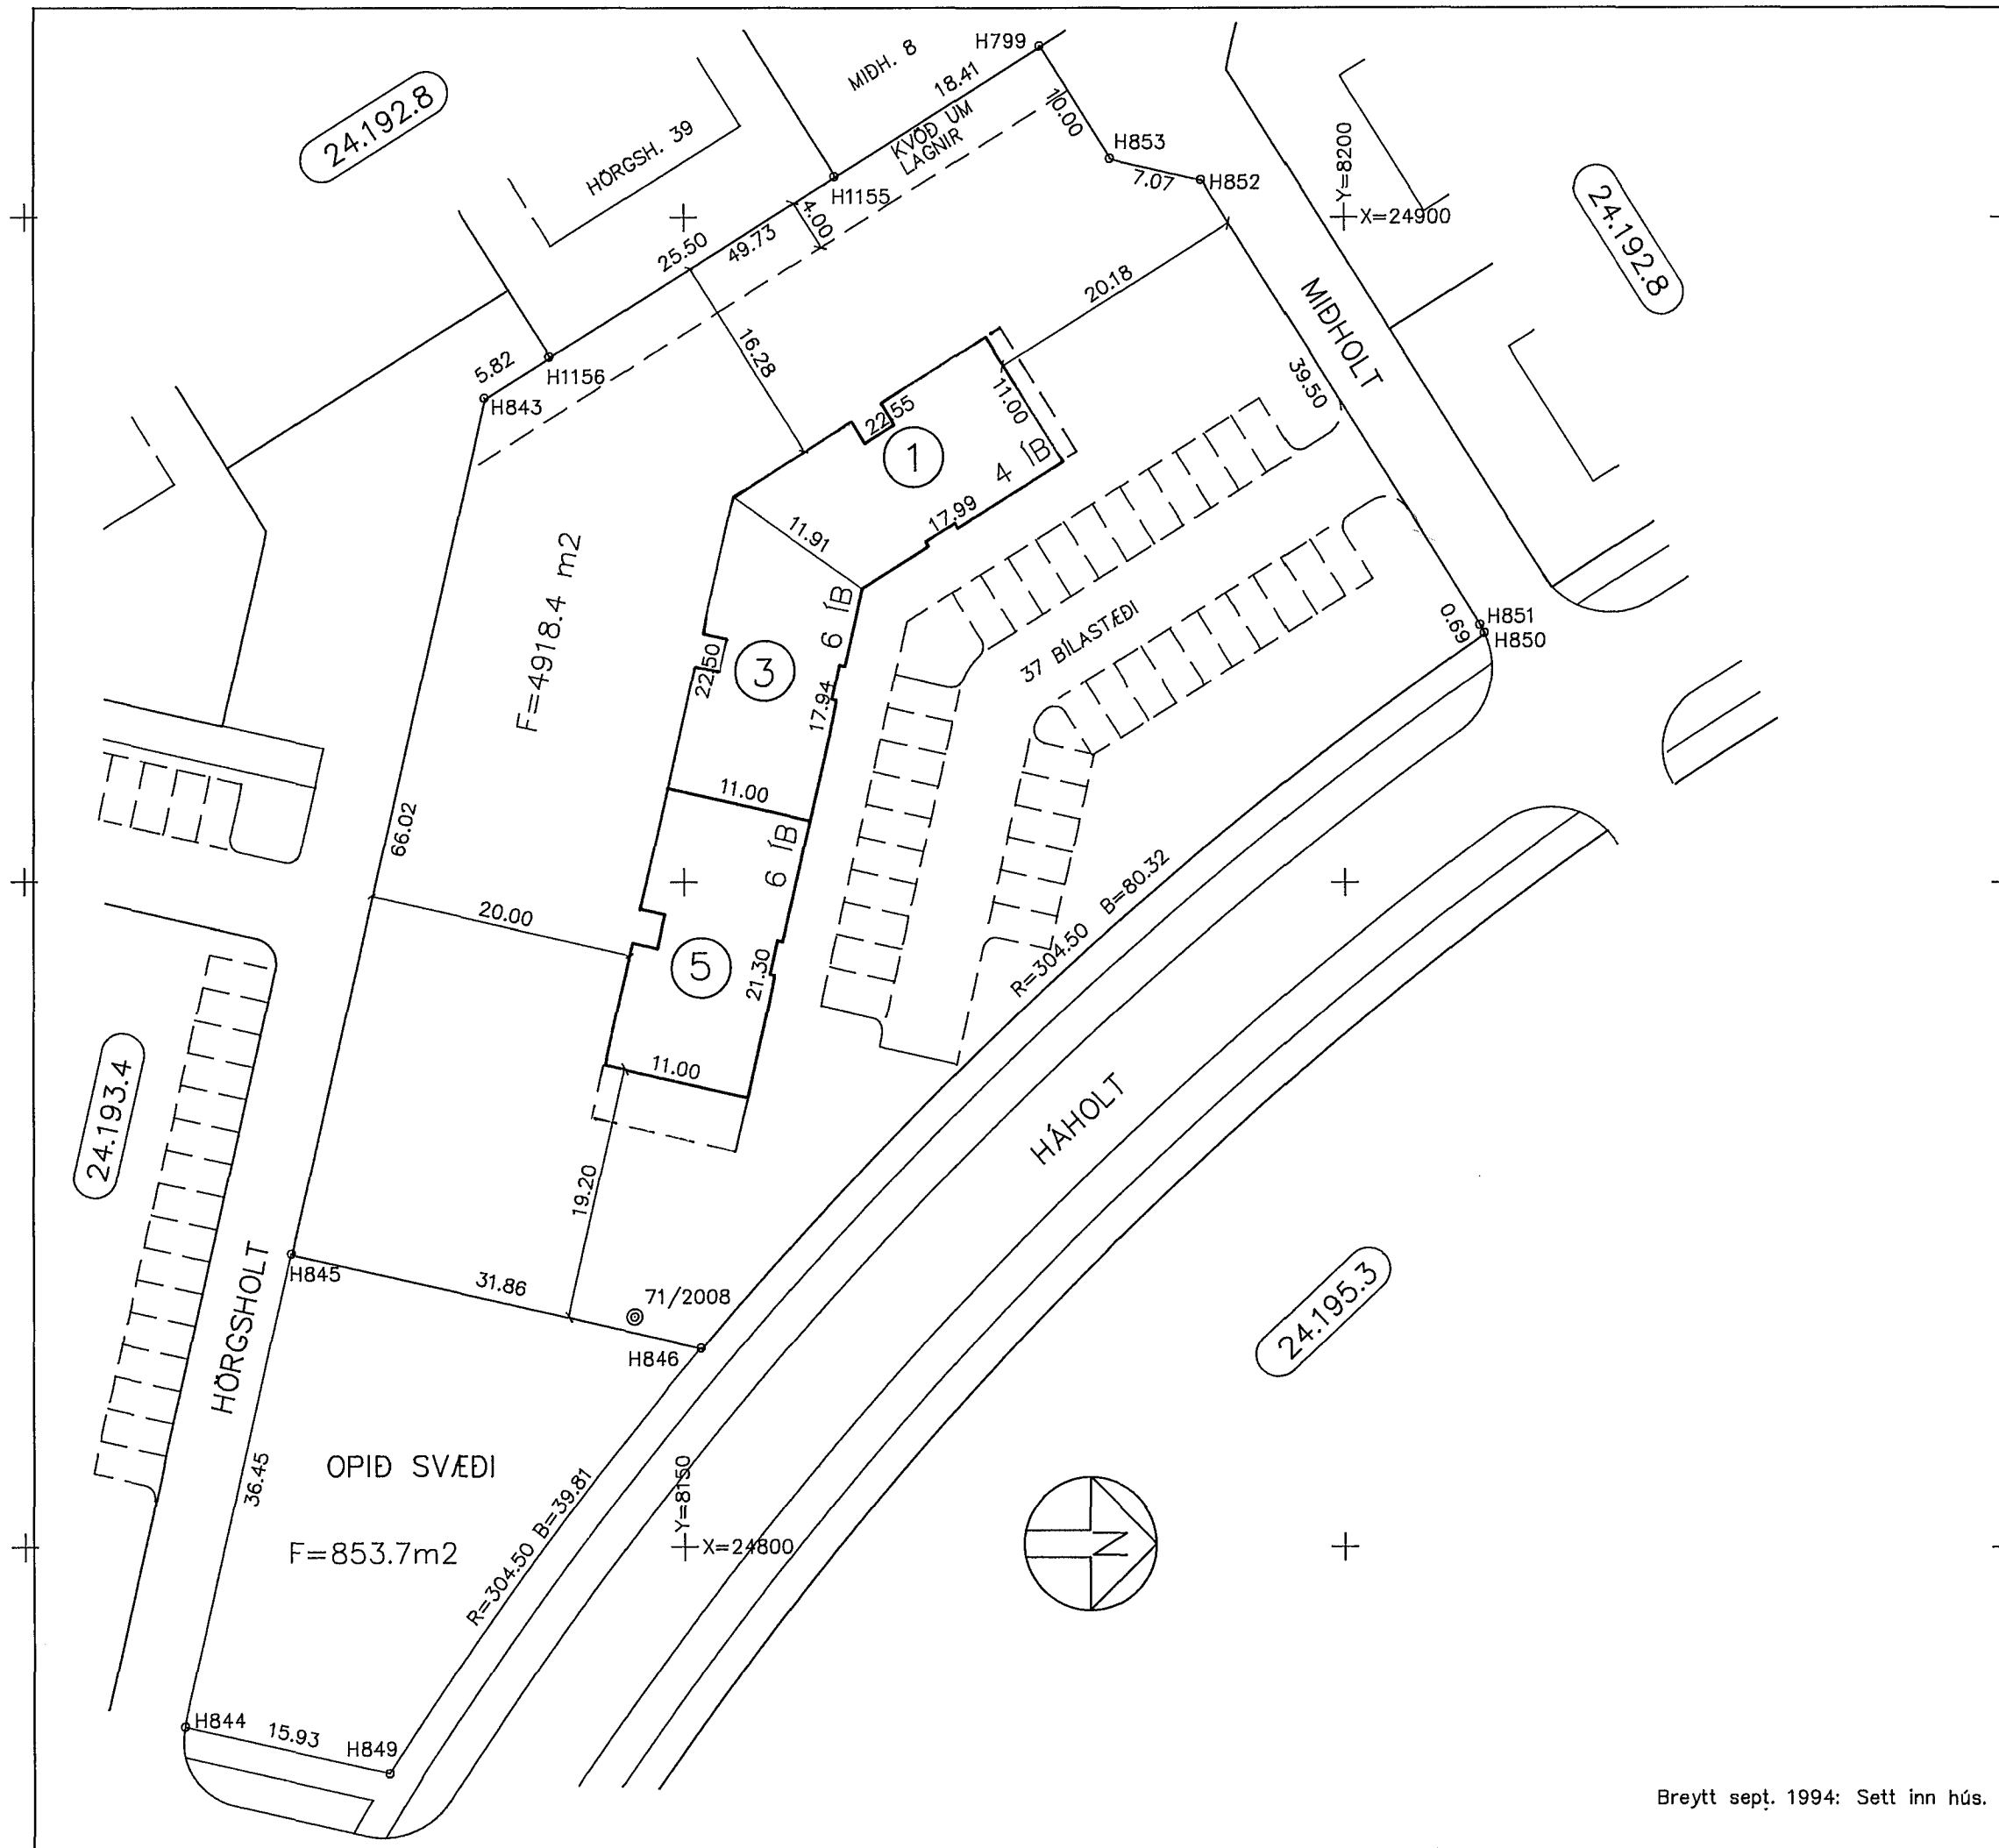 H799
MIÐH. 8
18.41
24.192.8
KVÖÐ UM
LAGNIR
10.00
HÖRGSH. 39
H853
Y=8200
7.07
H852
H1155
24.192.8
X=24900
4.00
25.50
49.73
20.18
MIÐHOLT
16.28
5.82
H1156
H843
39.50
11.00
22.55
1
4 ÍB
17.99
11.91
F=4918.4 m2
6 ÍB
37 BÍLASTÆÐI
H851
0.69
H850
3
22.50
17.94
11.00
66.02
6 ÍB
R=304.50 B=80.32
20.00
5
21.30
11.00
24.193.4
HÁHOLT
19.20
H845
31.86
71/2008
24.195.3
HÖRGSHOLT
H846
OPIÐ SVÆÐI
36.45
Y=8150
R=304.50 B=39.81
F=853.7m2
X=24800
N
H844
15.93
H849
Breytt sept. 1994: Sett inn hús.